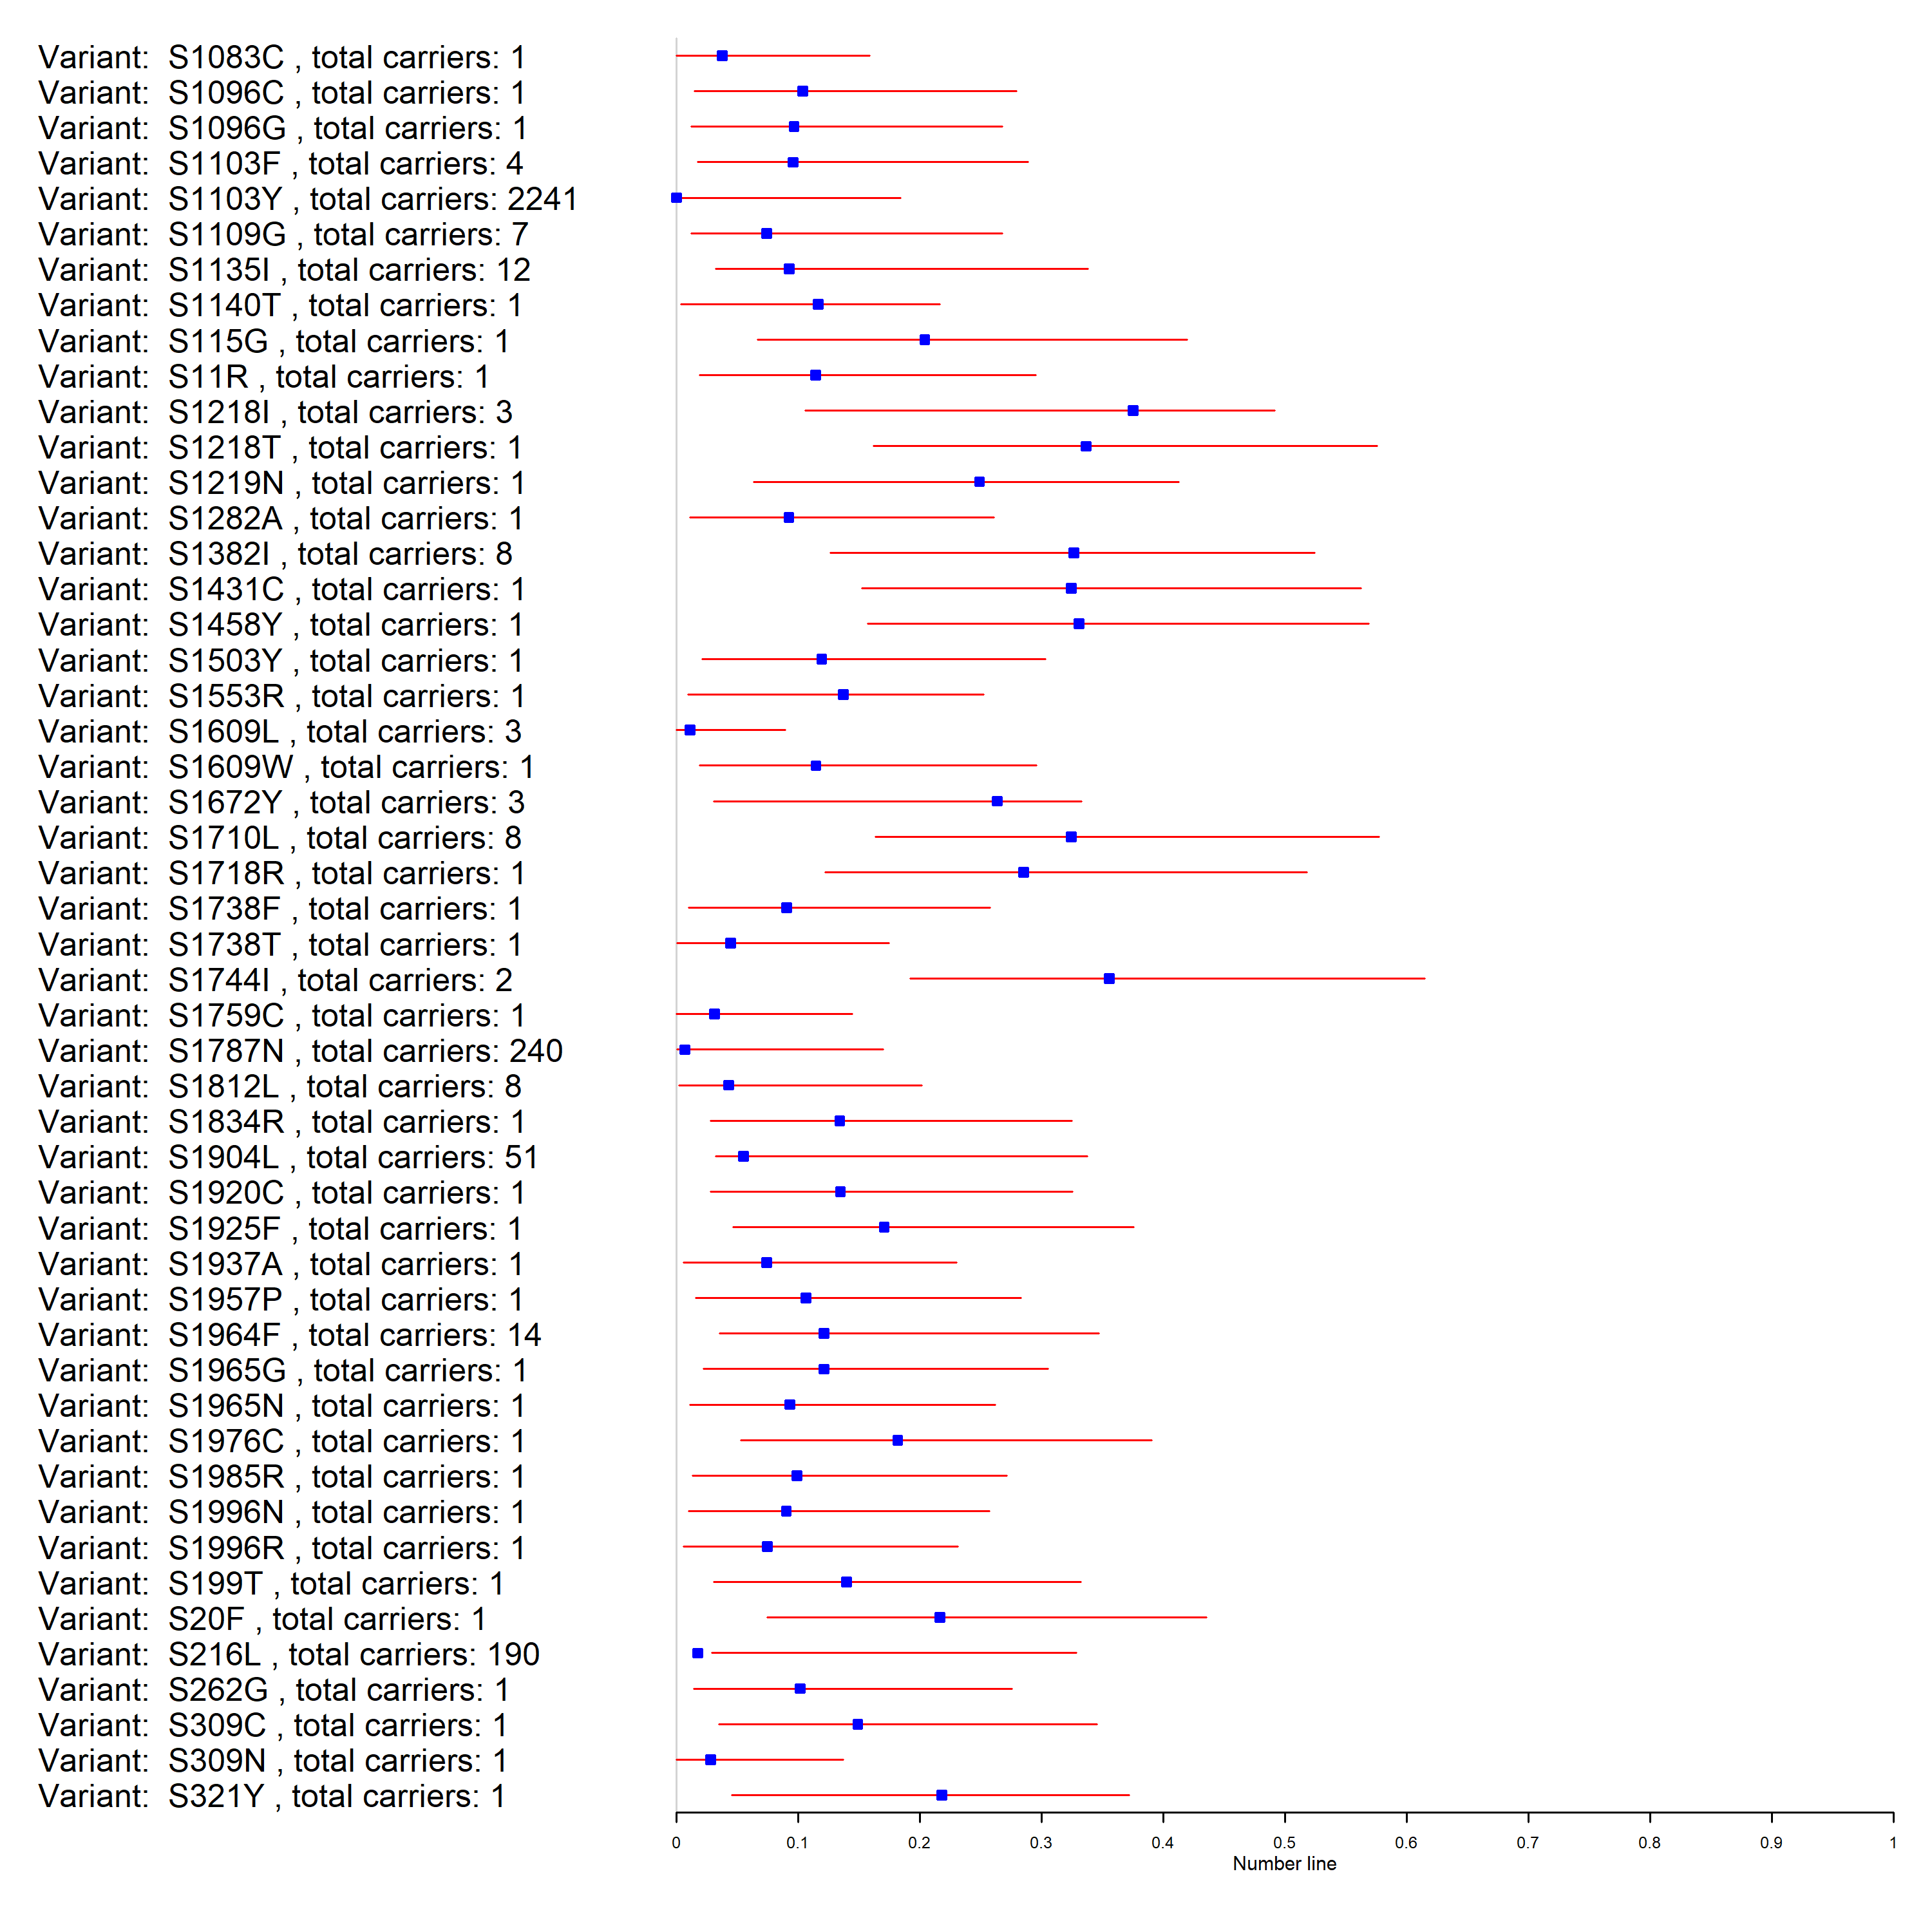 Variant: S1083C , total carriers: 1
Variant: S1096C , total carriers: 1
Variant: S1096G , total carriers: 1
Variant: S1103F , total carriers: 4
Variant: S1103Y , total carriers: 2241
Variant: S1109G , total carriers: 7
Variant: S1135I , total carriers: 12
Variant: S1140T , total carriers: 1
Variant: S115G , total carriers: 1
Variant: S11R , total carriers: 1
Variant: S1218I , total carriers: 3
Variant: S1218T , total carriers: 1
Variant: S1219N , total carriers: 1
Variant: S1282A , total carriers: 1
Variant: S1382I , total carriers: 8
Variant: S1431C , total carriers: 1
Variant: S1458Y , total carriers: 1
Variant: S1503Y , total carriers: 1
Variant: S1553R , total carriers: 1
Variant: S1609L , total carriers: 3
Variant: S1609W , total carriers: 1
Variant: S1672Y , total carriers: 3
Variant: S1710L , total carriers: 8
Variant: S1718R , total carriers: 1
Variant: S1738F , total carriers: 1
Variant: S1738T , total carriers: 1
Variant: S1744I , total carriers: 2
Variant: S1759C , total carriers: 1
Variant: S1787N , total carriers: 240
Variant: S1812L , total carriers: 8
Variant: S1834R , total carriers: 1
Variant: S1904L , total carriers: 51
Variant: S1920C , total carriers: 1
Variant: S1925F , total carriers: 1
Variant: S1937A , total carriers: 1
Variant: S1957P , total carriers: 1
Variant: S1964F , total carriers: 14
Variant: S1965G , total carriers: 1
Variant: S1965N , total carriers: 1
Variant: S1976C , total carriers: 1
Variant: S1985R , total carriers: 1
Variant: S1996N , total carriers: 1
Variant: S1996R , total carriers: 1
Variant: S199T , total carriers: 1
Variant: S20F , total carriers: 1
Variant: S216L , total carriers: 190
Variant: S262G , total carriers: 1
Variant: S309C , total carriers: 1
Variant: S309N , total carriers: 1
Variant: S321Y , total carriers: 1
0 0.1 0.2 0.3 0.4 0.5 0.6 0.7 0.8 0.9 1
Number line